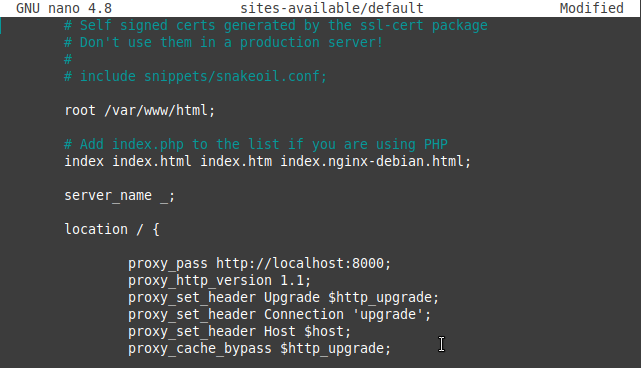 GNU nano 4.8 sites-available/default Modified
# Self signed certs generated by the ssl-cert package
# Don't use them in a production server!
#
# include snippets/snakeoil.conf;
root /var/www/html;
# Add index.php to the list if you are using PHP
index index.html index.htm index.nginx-debian.html;
server_name _;
location / {
proxy_pass http://localhost:8000;
proxy_http_version 1.1;
proxy_set_header Upgrade $http_upgrade;
proxy_set_header Connection 'upgrade';
proxy_set_header Host $host;
proxy_cache_bypass $http_upgrade;